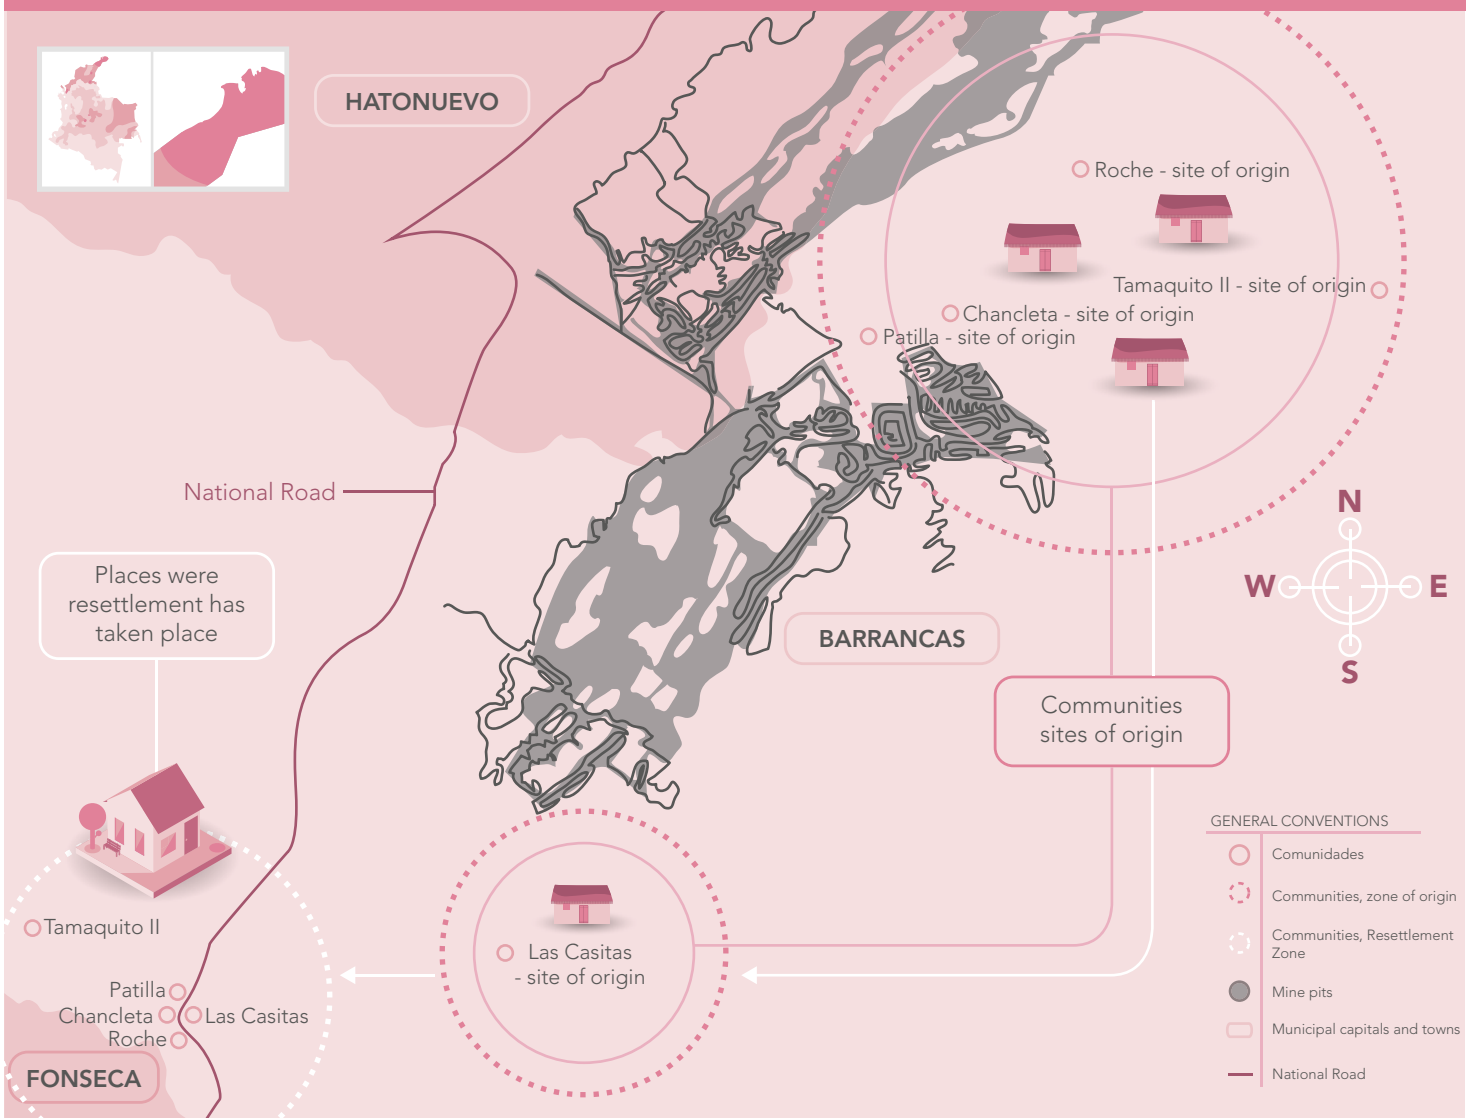 HATONUEVO
Roche - site of origin
Tamaquito II - site of origin
Chancleta - site of origin
Patilla - site of origin
National Road
N
W
E
S
Places were
resettlement has
taken place
BARRANCAS
Communities
sites of origin
GENERAL CONVENTIONS
Comunidades
Communities, zone of origin
Communities, Resettlement
Zone
Mine pits
Municipal capitals and towns
National Road
Las Casitas
- site of origin
Tamaquito II
Patilla
Chancleta
Las Casitas
Roche
FONSECA